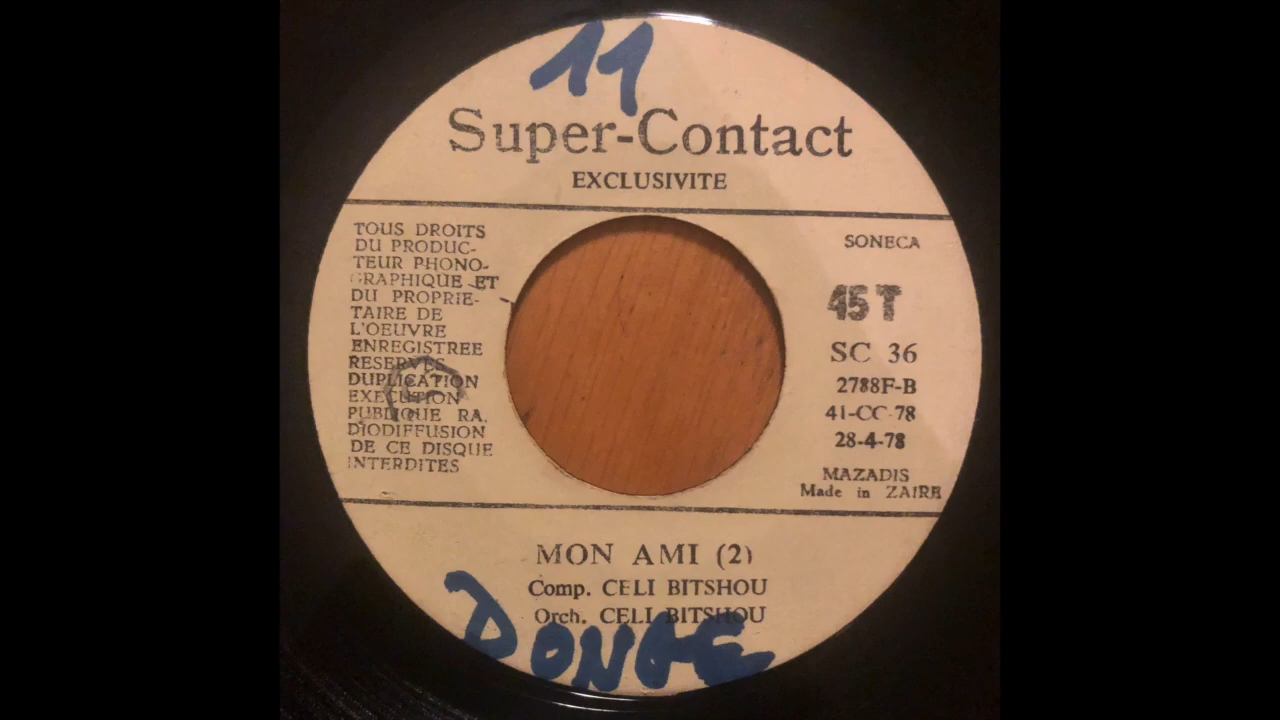 11
Super-Contact
EXCLUSIVITE
TOUS DROITS
DU PRODUC-
TEUR PHONO-
GRAPHIQUE ET
DU PROPRIE-
TAIRE DE
L'OEUVRE
ENREGISTREE
RESERVES
DUPLICATION
EXECUTION
PUBLIQUE RA.
DIODIFFUSION
DE CE DISQUE
INTERDITES
SONECA
45 T
SC 36
2788F-B
41-CC-78
28-4-78
MAZADIS
Made in ZAIRE
MON AMI (2)
Comp. CELI BITSHOU
Orch. CELI BITSHOU